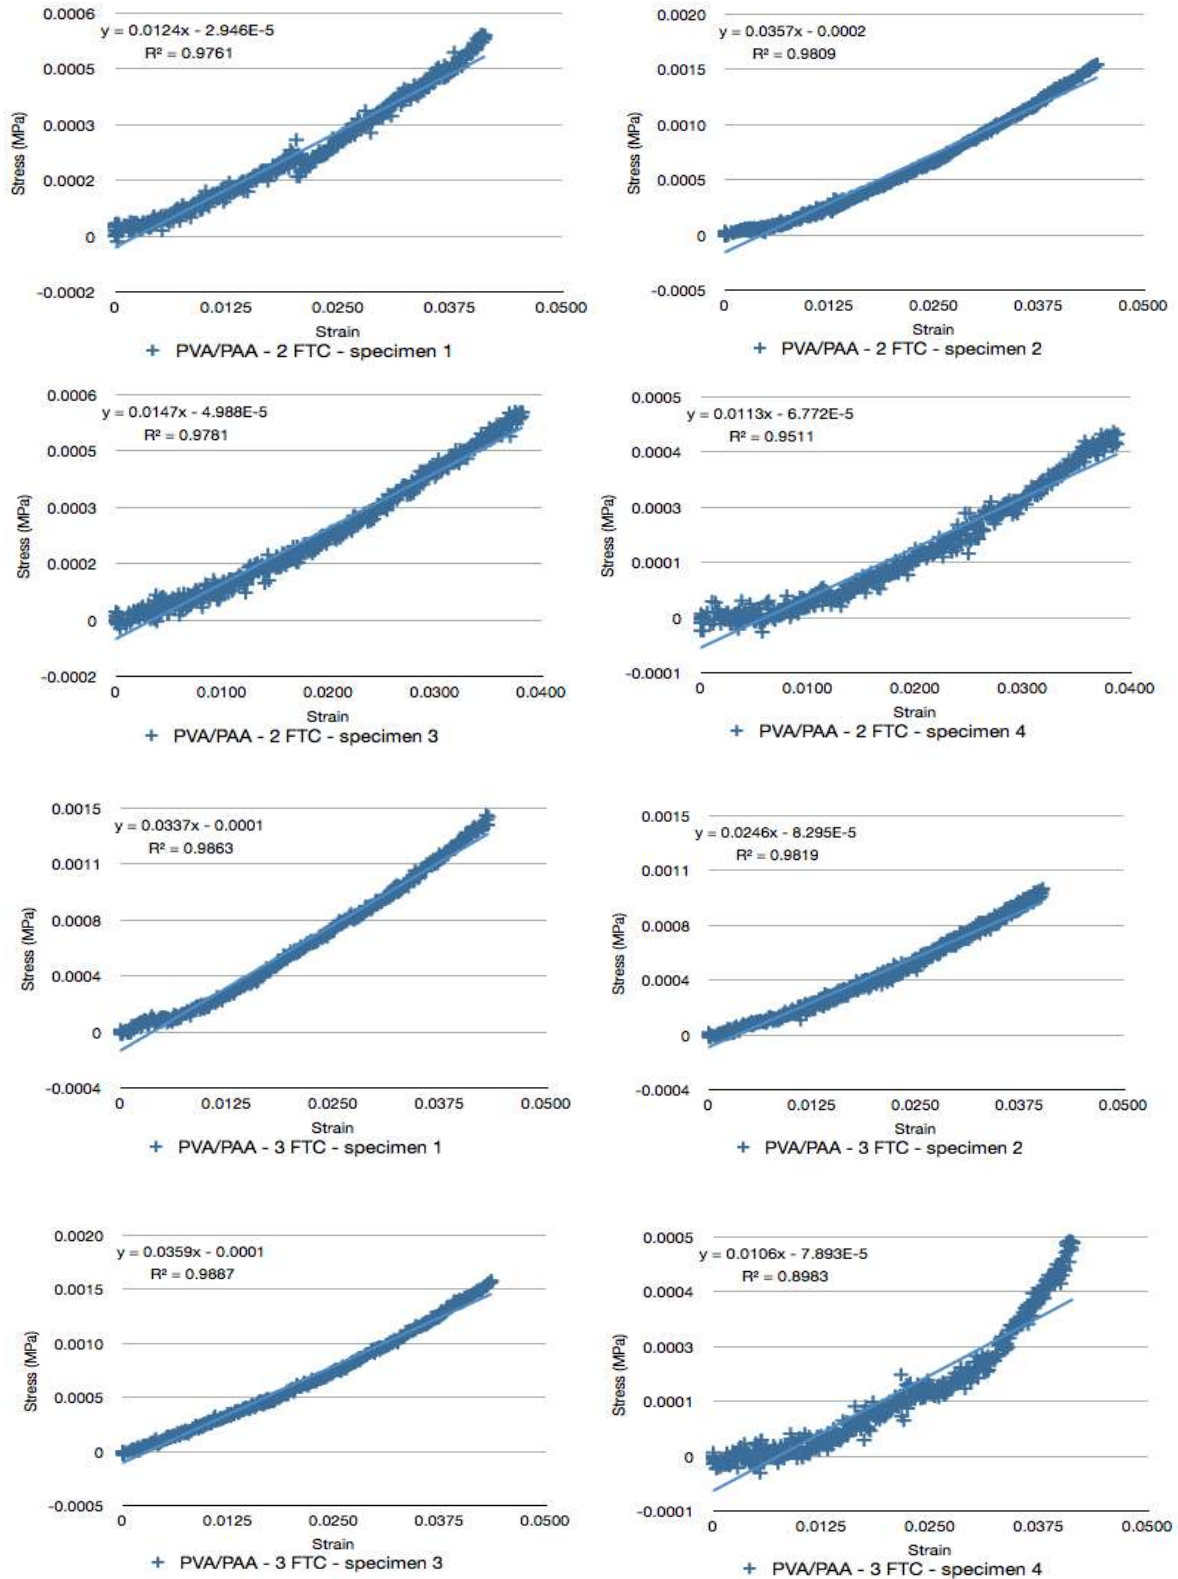 0.0006
y = 0.0124x - 2.946E-5
R² = 0.9761
0.0005
0.0003
0.0002
0
-0.0002
Stress (MPa)
0 0.0125 0.0250 0.0375 0.0500
Strain
+ PVA/PAA - 2 FTC - specimen 1
0.0020
y = 0.0357x - 0.0002
R² = 0.9809
0.0015
0.0010
0.0005
0
-0.0005
Stress (MPa)
0 0.0125 0.0250 0.0375 0.0500
Strain
+ PVA/PAA - 2 FTC - specimen 2
0.0006
y = 0.0147x - 4.988E-5
R² = 0.9781
0.0005
0.0003
0.0002
0
-0.0002
Stress (MPa)
0 0.0100 0.0200 0.0300 0.0400
Strain
+ PVA/PAA - 2 FTC - specimen 3
0.0005
y = 0.0113x - 6.772E-5
R² = 0.9511
0.0004
0.0003
0.0001
0
-0.0001
Stress (MPa)
0 0.0100 0.0200 0.0300 0.0400
Strain
+ PVA/PAA - 2 FTC - specimen 4
0.0015
y = 0.0337x - 0.0001
R² = 0.9863
0.0011
0.0008
0.0004
0
-0.0004
Stress (MPa)
0 0.0125 0.0250 0.0375 0.0500
Strain
+ PVA/PAA - 3 FTC - specimen 1
0.0015
y = 0.0246x - 8.295E-5
R² = 0.9819
0.0011
0.0008
0.0004
0
-0.0004
Stress (MPa)
0 0.0125 0.0250 0.0375 0.0500
Strain
+ PVA/PAA - 3 FTC - specimen 2
0.0020
y = 0.0359x - 0.0001
R² = 0.9887
0.0015
0.0010
0.0005
0
-0.0005
Stress (MPa)
0 0.0125 0.0250 0.0375 0.0500
Strain
+ PVA/PAA - 3 FTC - specimen 3
0.0005
y = 0.0106x - 7.893E-5
R² = 0.8983
0.0004
0.0003
0.0001
0
-0.0001
Stress (MPa)
0 0.0125 0.0250 0.0375 0.0500
Strain
+ PVA/PAA - 3 FTC - specimen 4